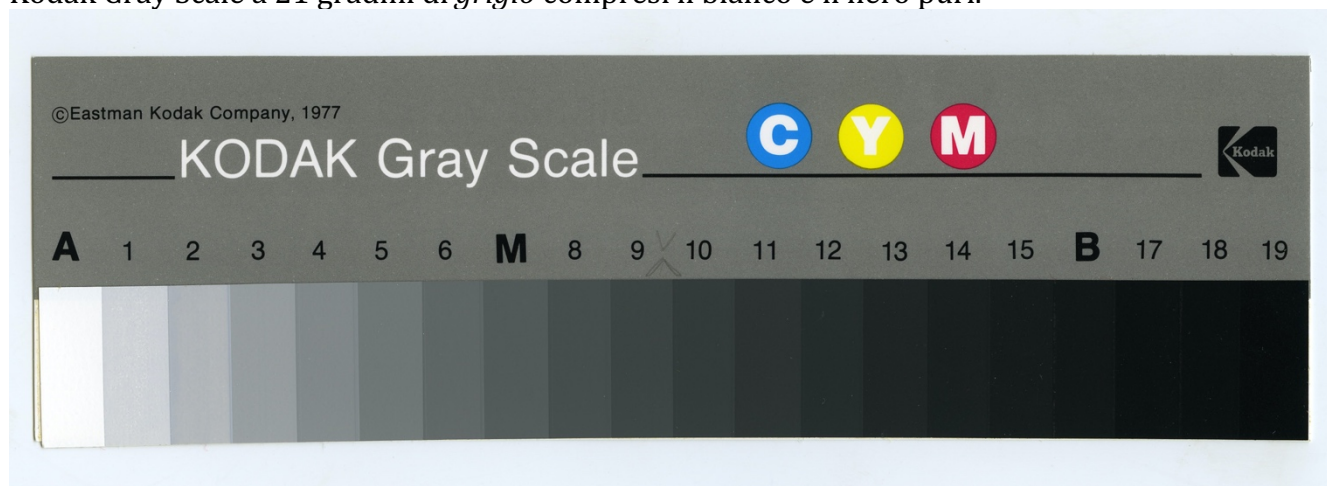 Kodak Gray Scale a 21 gradini di grigio compresi il bianco e il nero puri.
©Eastman Kodak Company, 1977
KODAK Gray Scale
C Y M
Kodak
A 1 2 3 4 5 6 M 8 9 10 11 12 13 14 15 B 17 18 19